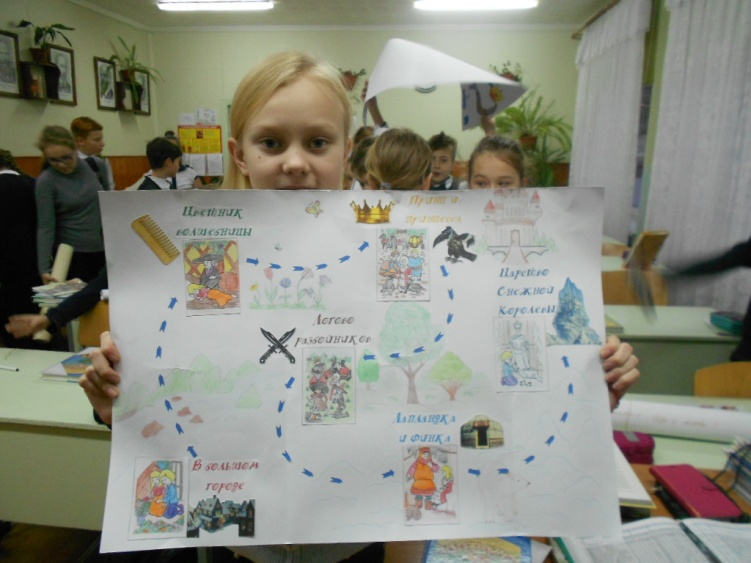 Цветник
волшебницы
Принц и
принцесса
Царство
Снежной
Королевы
Логово
разбойников
Лапландка
и Финка
В большом
городе